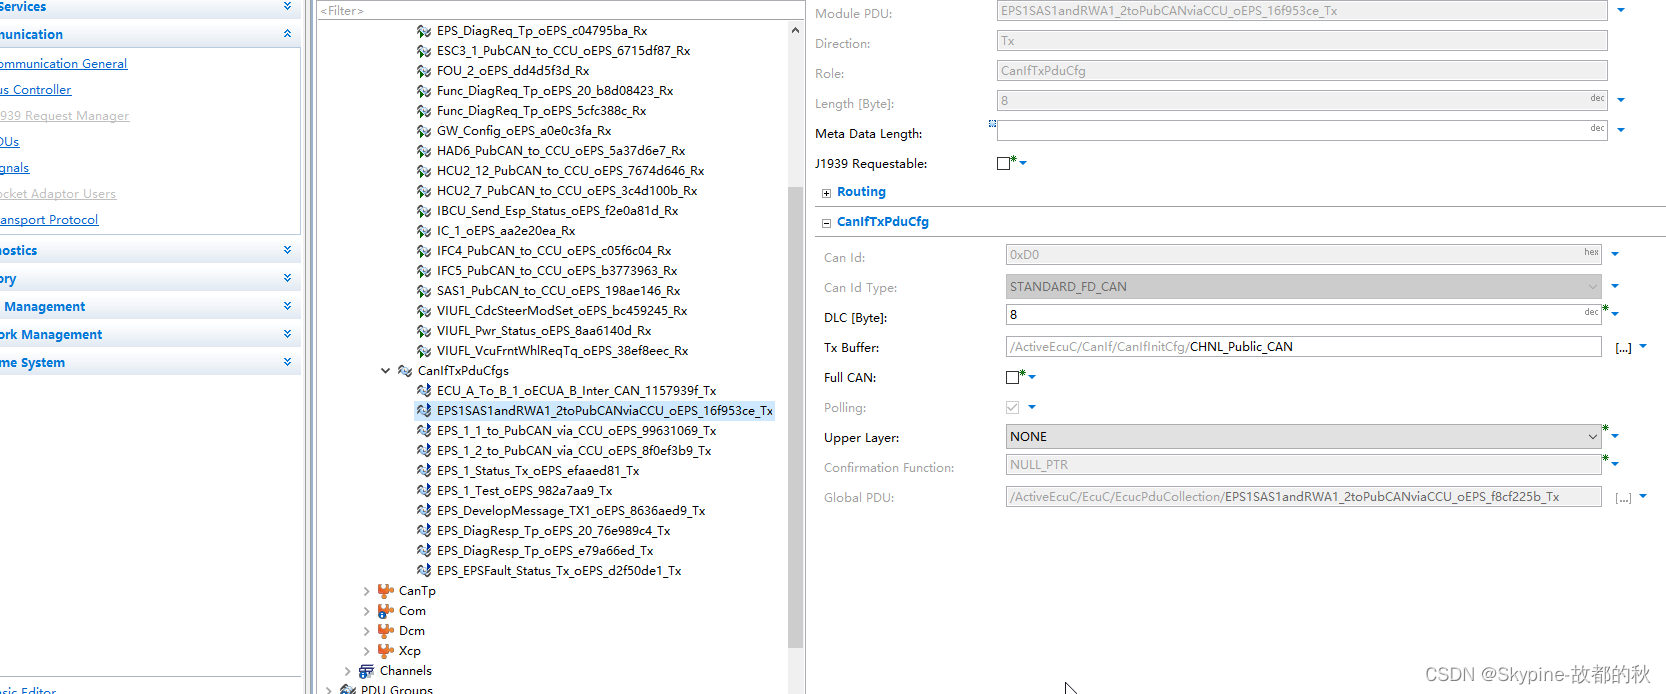 Services
munication
ommunication General
us Controller
939 Request Manager
DUs
gnals
ocket Adaptor Users
ansport Protocol
nostics
ory
Management
ork Management
me System
sic Editor
<Filter>
EPS_DiagReq_Tp_oEPS_c04795ba_Rx
ESC3_1_PubCAN_to_CCU_oEPS_6715df87_Rx
FOU_2_oEPS_dd4d5f3d_Rx
Func_DiagReq_Tp_oEPS_20_b8d08423_Rx
Func_DiagReq_Tp_oEPS_5cfc388c_Rx
GW_Config_oEPS_a0e0c3fa_Rx
HAD6_PubCAN_to_CCU_oEPS_5a37d6e7_Rx
HCU2_12_PubCAN_to_CCU_oEPS_7674d646_Rx
HCU2_7_PubCAN_to_CCU_oEPS_3c4d100b_Rx
IBCU_Send_Esp_Status_oEPS_f2e0a81d_Rx
IC_1_oEPS_aa2e20ea_Rx
IFC4_PubCAN_to_CCU_oEPS_c05f6c04_Rx
IFC5_PubCAN_to_CCU_oEPS_b3773963_Rx
SAS1_PubCAN_to_CCU_oEPS_198ae146_Rx
VIUFL_CdcSteerModSet_oEPS_bc459245_Rx
VIUFL_Pwr_Status_oEPS_8aa6140d_Rx
VIUFL_VcuFrntWhlReqTq_oEPS_38ef8eec_Rx
CanIfTxPduCfgs
ECU_A_To_B_1_oECUA_B_Inter_CAN_1157939f_Tx
EPS1SAS1andRWA1_2toPubCANviaCCU_oEPS_16f953ce_Tx
EPS_1_1_to_PubCAN_via_CCU_oEPS_99631069_Tx
EPS_1_2_to_PubCAN_via_CCU_oEPS_8f0ef3b9_Tx
EPS_1_Status_Tx_oEPS_efaaed81_Tx
EPS_1_Test_oEPS_982a7aa9_Tx
EPS_DevelopMessage_TX1_oEPS_8636aed9_Tx
EPS_DiagResp_Tp_oEPS_20_76e989c4_Tx
EPS_DiagResp_Tp_oEPS_e79a66ed_Tx
EPS_EPSFault_Status_Tx_oEPS_d2f50de1_Tx
CanTp
Com
Dcm
Xcp
Channels
PDU Groups
Module PDU: EPS1SAS1andRWA1_2toPubCANviaCCU_oEPS_16f953ce_Tx
Direction: Tx
Role: CanIfTxPduCfg
Length [Byte]: 8 dec
Meta Data Length: dec
J1939 Requestable:
Routing
CanIfTxPduCfg
Can Id: 0xD0 hex
Can Id Type: STANDARD_FD_CAN
DLC [Byte]: 8 dec
Tx Buffer: /ActiveEcuC/CanIf/CanIfInitCfg/CHNL_Public_CAN [...]
Full CAN:
Polling:
Upper Layer: NONE
Confirmation Function: NULL_PTR
Global PDU: /ActiveEcuC/EcuC/EcucPduCollection/EPS1SAS1andRWA1_2toPubCANviaCCU_oEPS_f8cf225b_Tx [...]
CSDN @Skypine-故都的秋